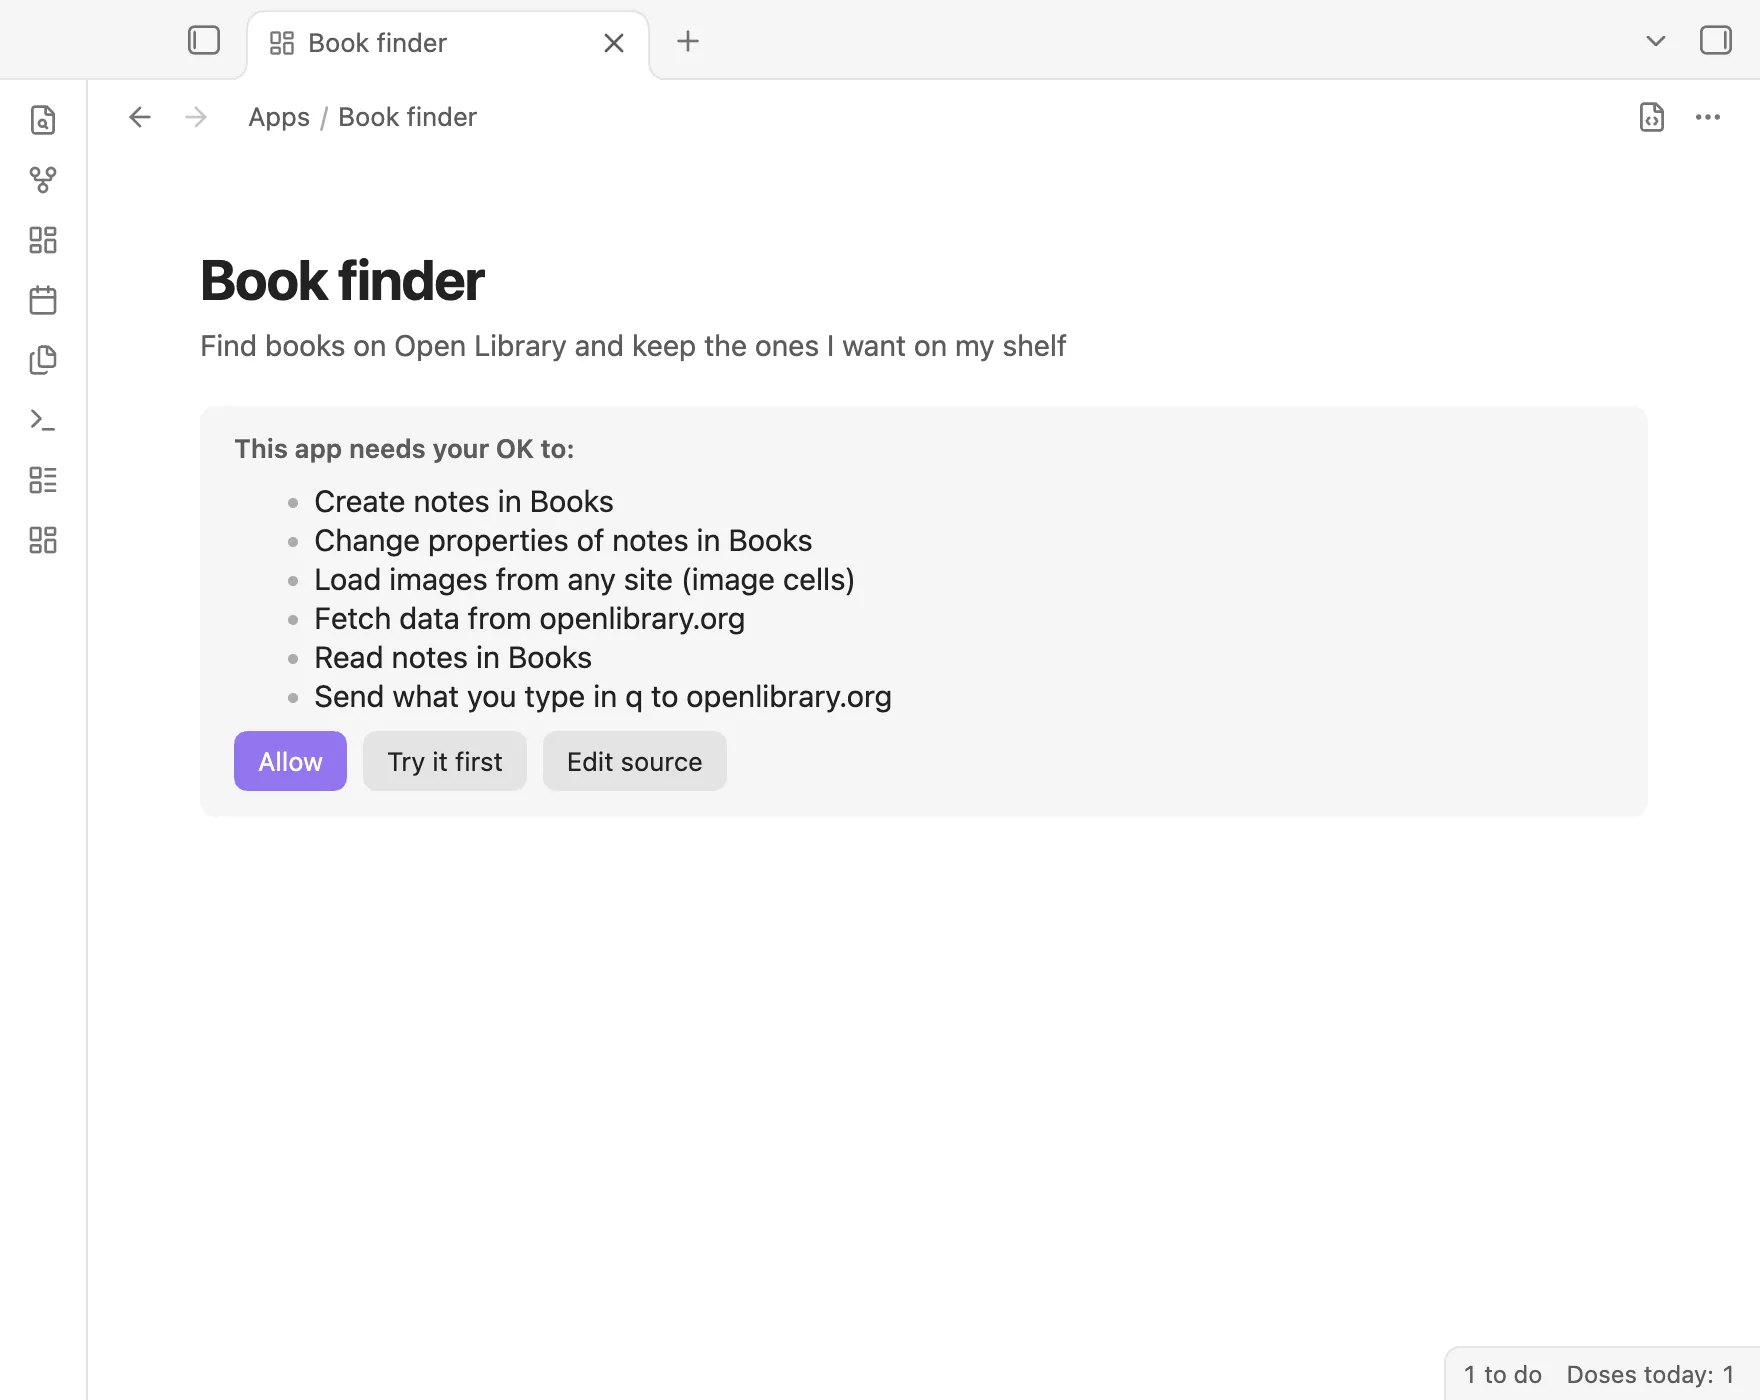 Book finder
Apps / Book finder
Book finder
Find books on Open Library and keep the ones I want on my shelf
This app needs your OK to:
Create notes in Books
Change properties of notes in Books
Load images from any site (image cells)
Fetch data from openlibrary.org
Read notes in Books
Send what you type in q to openlibrary.org
Allow Try it first Edit source
1 to do Doses today: 1